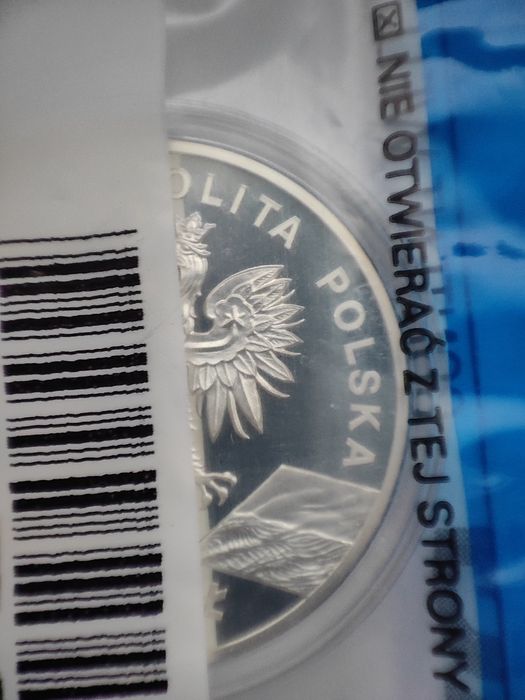 OLITA POLSKA
☒ NIE OTWIERAĆ Z TEJ STRONY